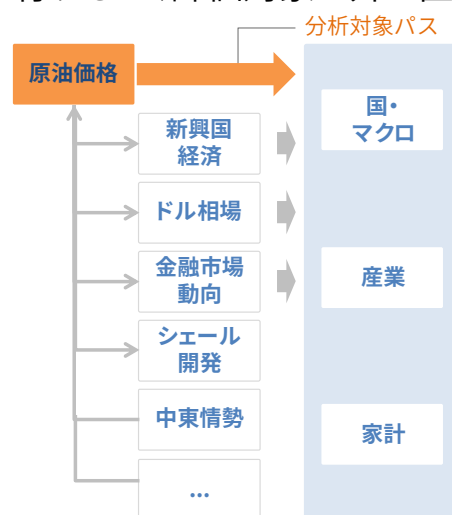 分析対象パス
原油価格
国・
マクロ
新興国
経済
ドル相場
金融市場
動向
産業
シェール
開発
中東情勢
家計
...